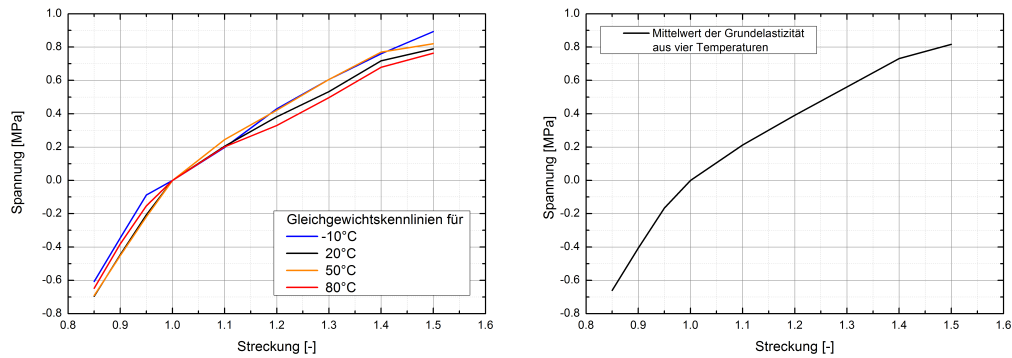 1.0
0.8
0.6
0.4
0.2
0.0
-0.2
-0.4
-0.6
-0.8
Spannung [MPa]
Gleichgewichtskennlinien für
-10°C
20°C
50°C
80°C
0.8 0.9 1.0 1.1 1.2 1.3 1.4 1.5 1.6
Streckung [-]
1.0
0.8
0.6
0.4
0.2
0.0
-0.2
-0.4
-0.6
-0.8
Spannung [MPa]
Mittelwert der Grundelastizität
aus vier Temperaturen
0.8 0.9 1.0 1.1 1.2 1.3 1.4 1.5 1.6
Streckung [-]